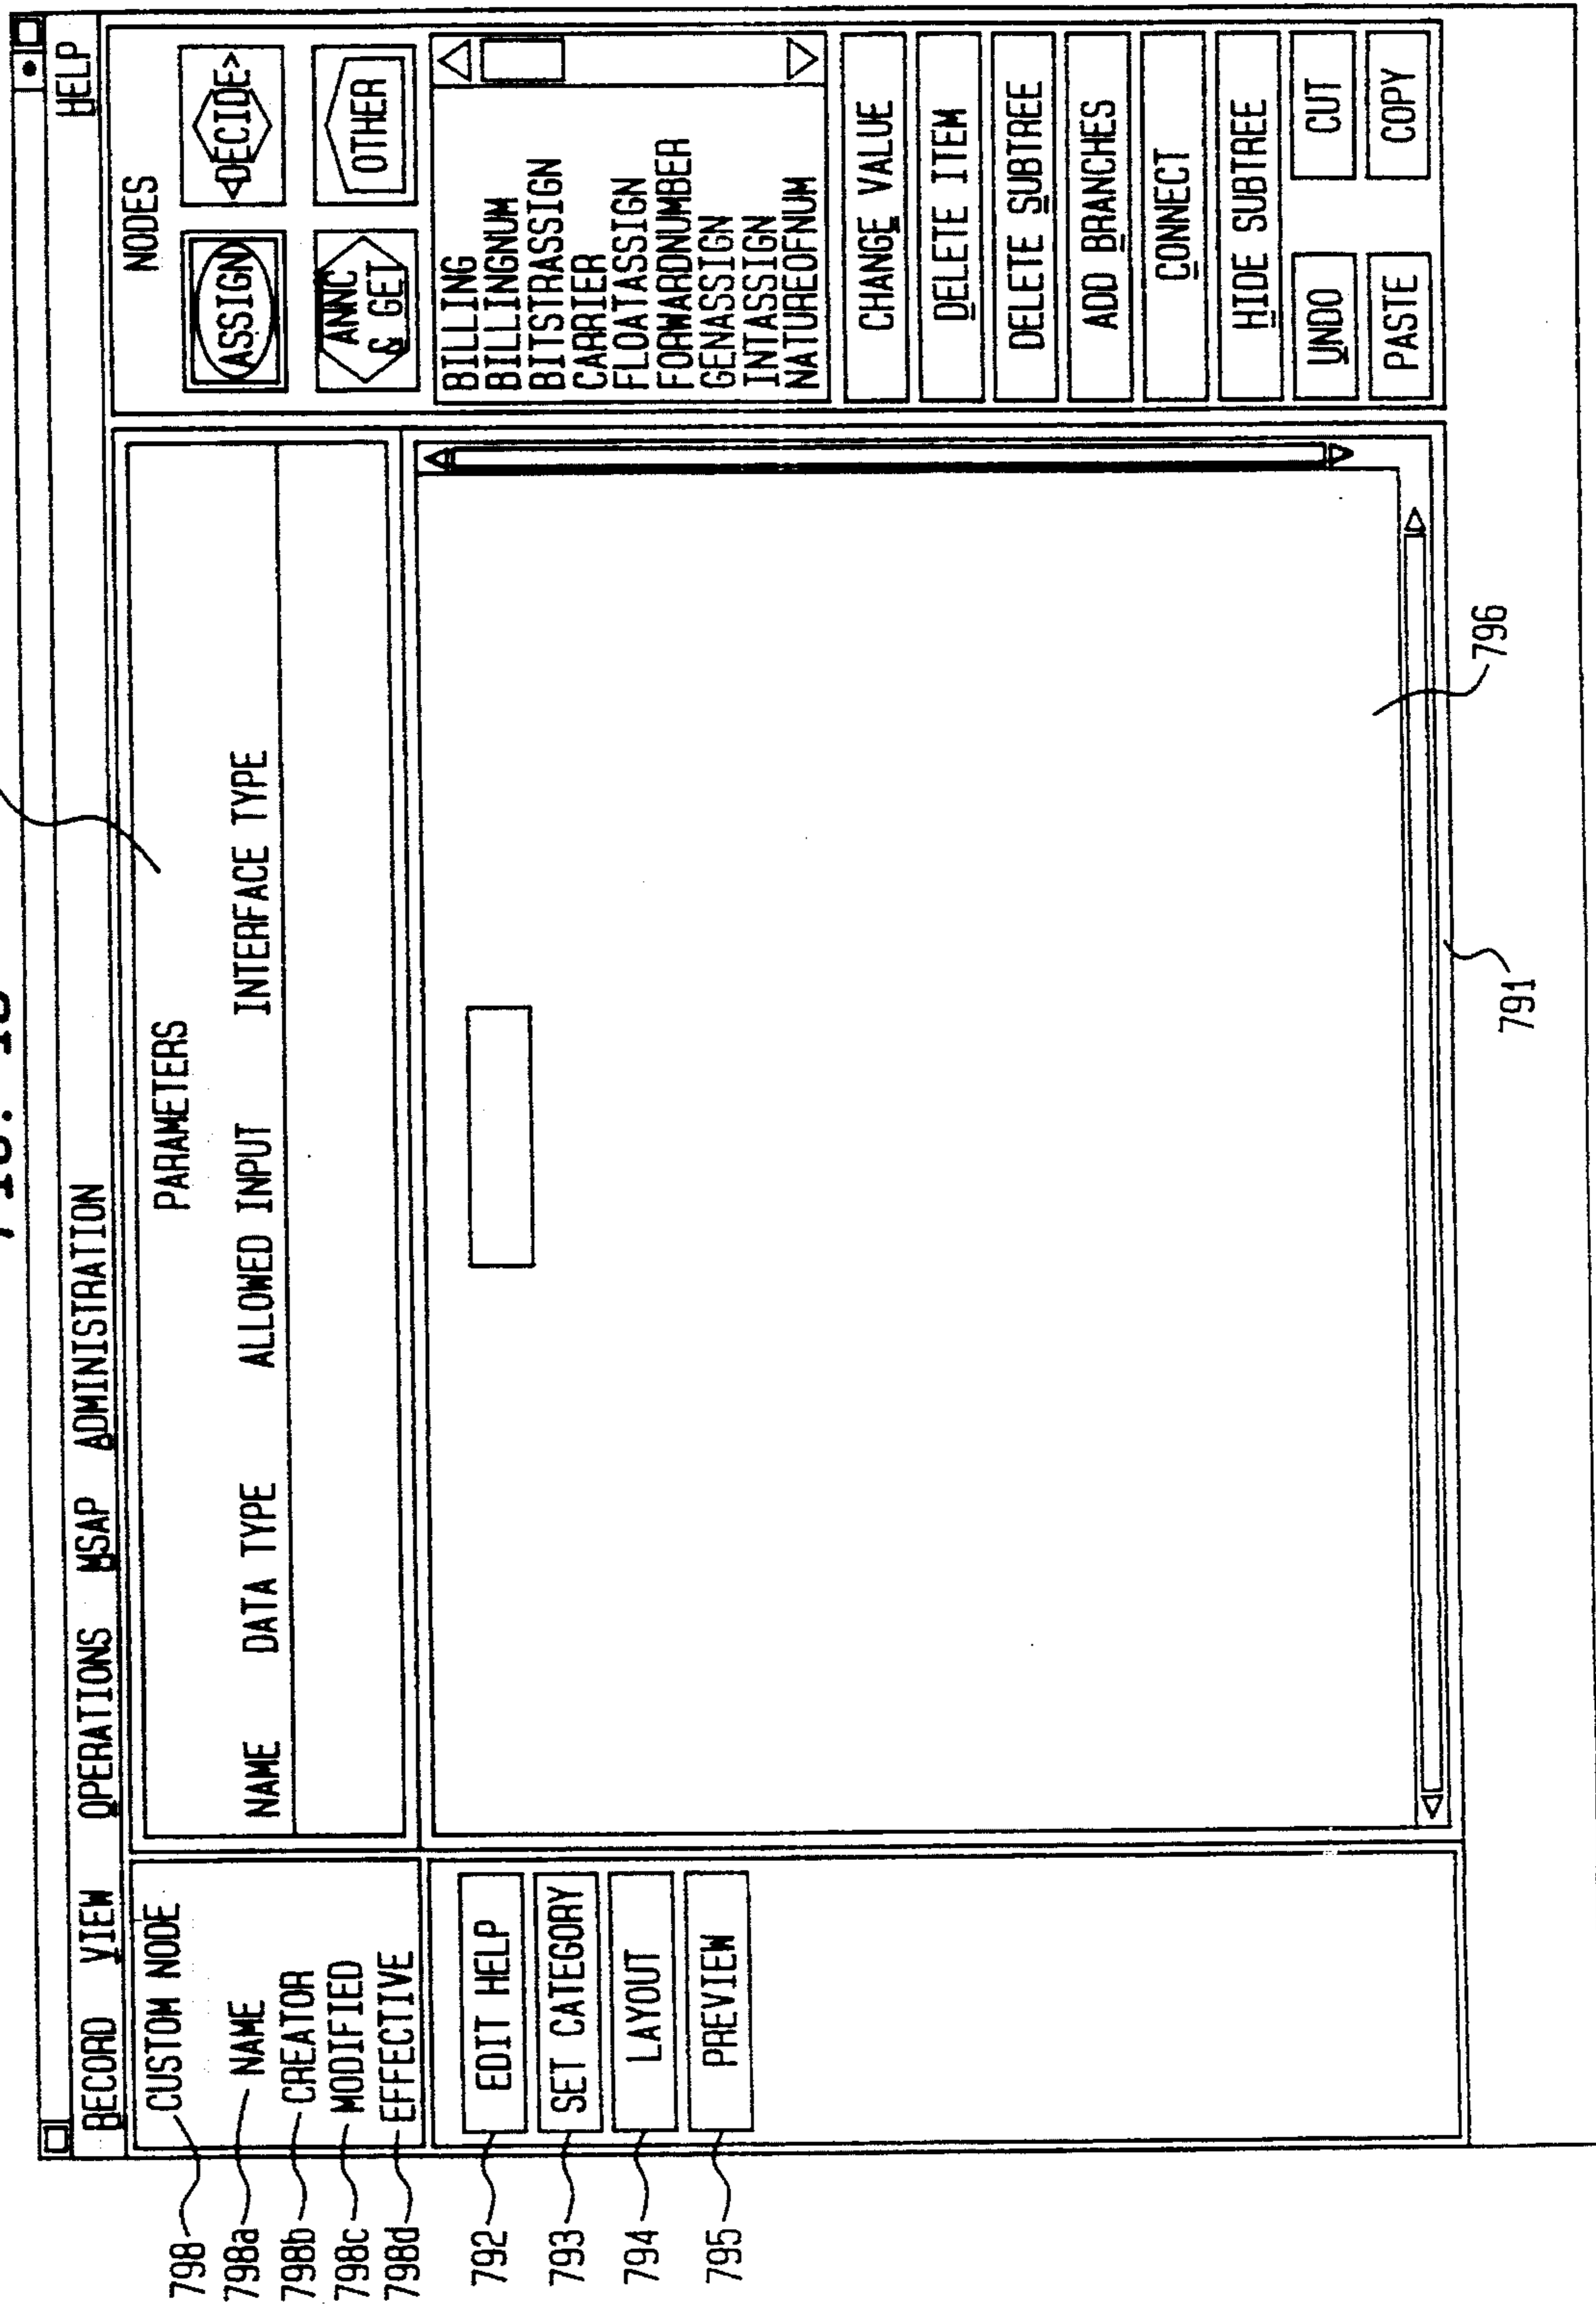 RECORD VIEW OPERATIONS MSAP ADMINISTRATION HELP
798 CUSTOM NODE
798a NAME
798b CREATOR
798c MODIFIED
798d EFFECTIVE
792 EDIT HELP
793 SET CATEGORY
794 LAYOUT
795 PREVIEW
PARAMETERS
NAME DATA TYPE ALLOWED INPUT INTERFACE TYPE
796
791
NODES
ASSIGN <DECIDE>
ANNC & GET OTHER
BILLING
BILLINGNUM
BITSTRASSIGN
CARRIER
FLOATASSIGN
FORWARDNUMBER
GENASSIGN
INTASSIGN
NATUREOFNUM
CHANGE VALUE
DELETE ITEM
DELETE SUBTREE
ADD BRANCHES
CONNECT
HIDE SUBTREE
UNDO CUT
PASTE COPY